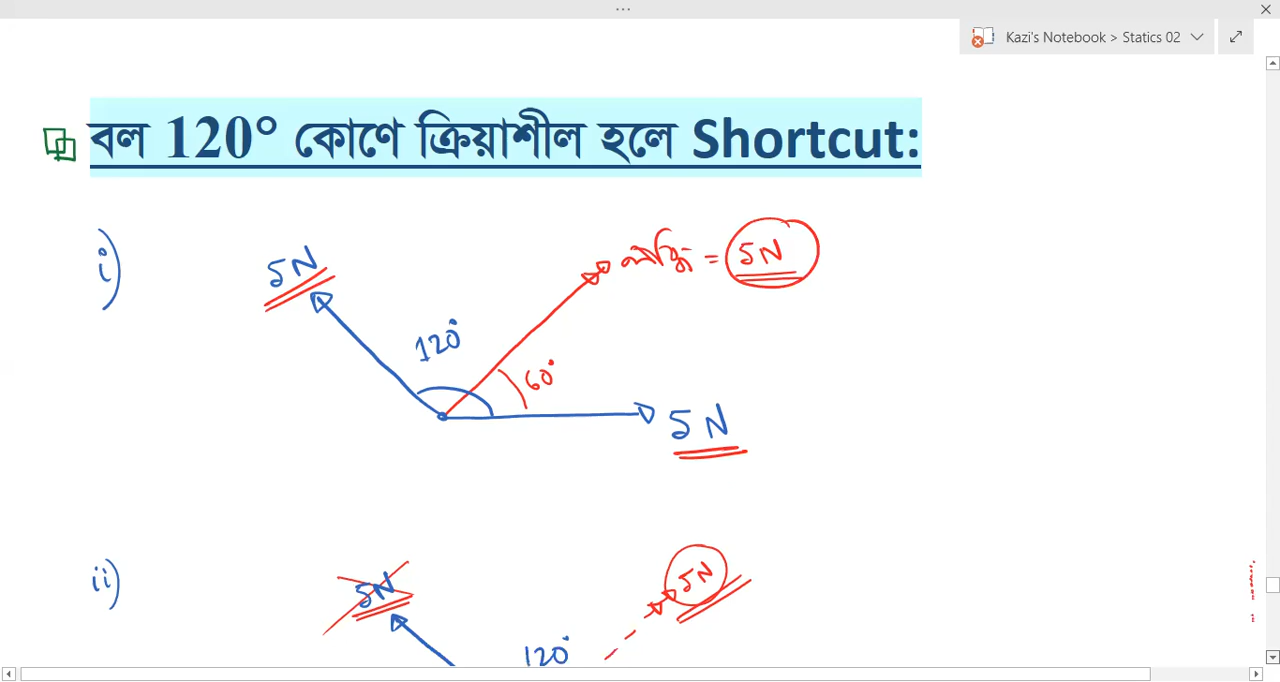 Kazi's Notebook > Statics 02
বল 120° কোণে ক্রিয়াশীল হলে Shortcut:
i)
5N
লব্ধি = 5N
120°
60°
5N
ii)
5N
5N
120°